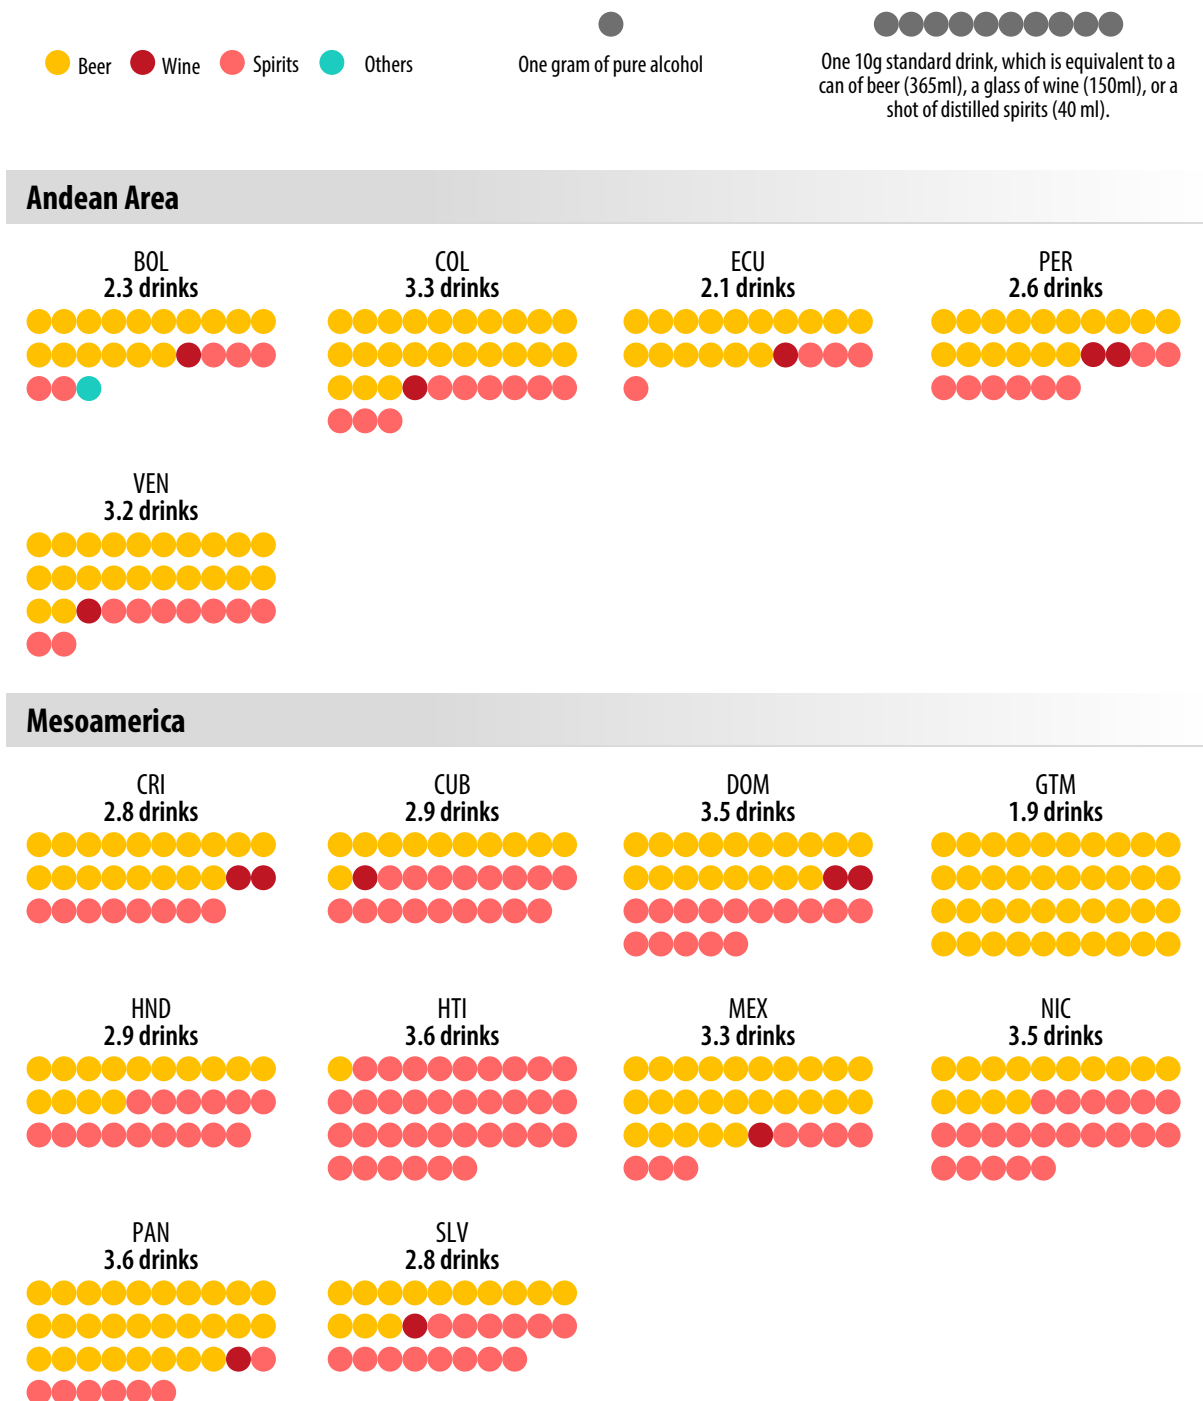 Beer
Wine
Spirits
Others
One gram of pure alcohol
One 10g standard drink, which is equivalent to a
can of beer (365ml), a glass of wine (150ml), or a
shot of distilled spirits (40 ml).
Andean Area
BOL
2.3 drinks
COL
3.3 drinks
ECU
2.1 drinks
PER
2.6 drinks
VEN
3.2 drinks
Mesoamerica
CRI
2.8 drinks
CUB
2.9 drinks
DOM
3.5 drinks
GTM
1.9 drinks
HND
2.9 drinks
HTI
3.6 drinks
MEX
3.3 drinks
NIC
3.5 drinks
PAN
3.6 drinks
SLV
2.8 drinks